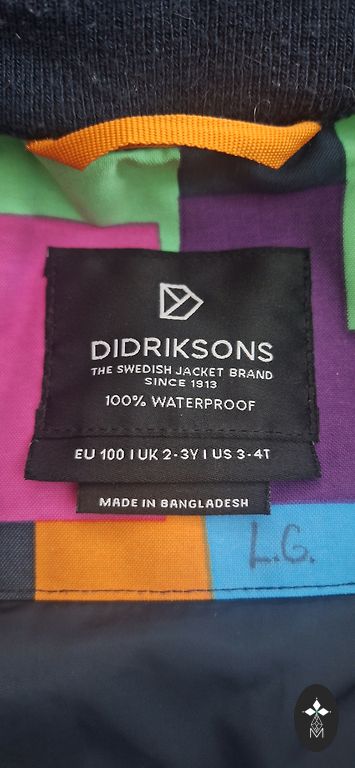 DIDRIKSONS
THE SWEDISH JACKET BRAND
SINCE 1913
100% WATERPROOF
EU 100 I UK 2-3Y I US 3-4T
MADE IN BANGLADESH
L.G.
M